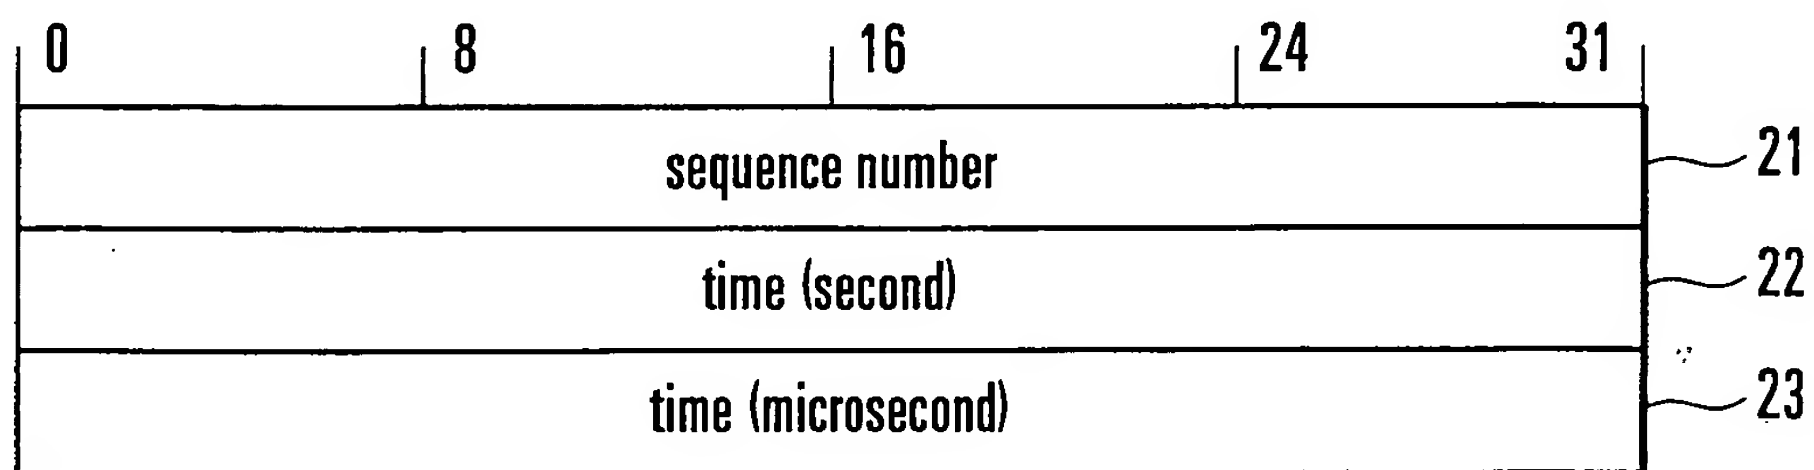 0 8 16 24 31
sequence number 21
time (second) 22
time (microsecond) 23